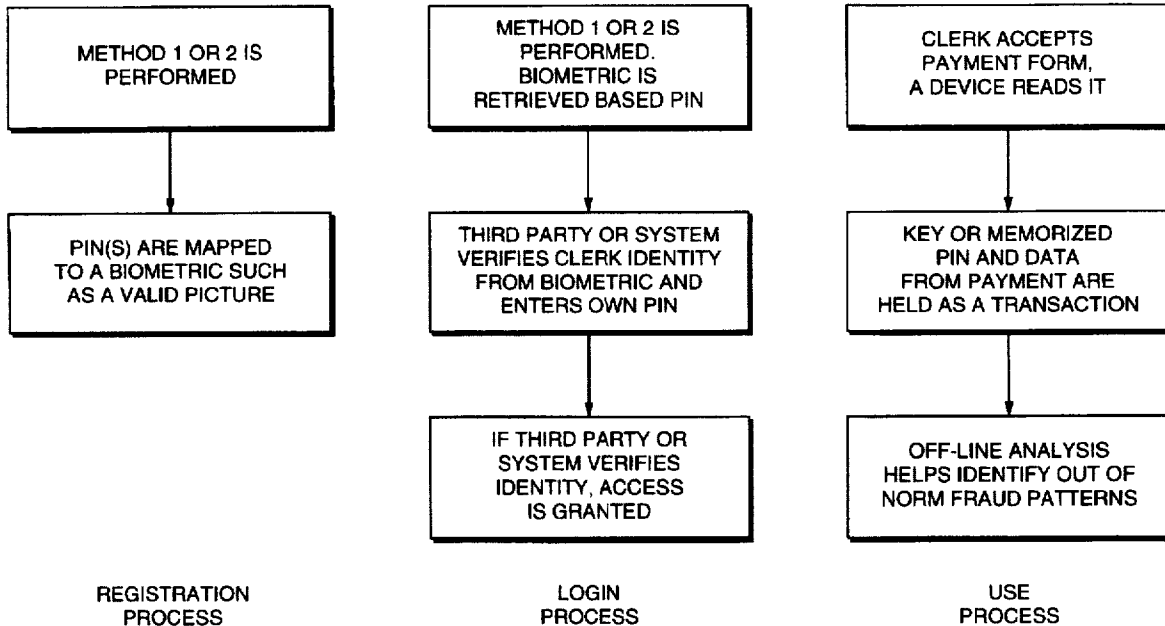 METHOD 1 OR 2 IS
PERFORMED
PIN(S) ARE MAPPED
TO A BIOMETRIC SUCH
AS A VALID PICTURE
REGISTRATION
PROCESS
METHOD 1 OR 2 IS
PERFORMED.
BIOMETRIC IS
RETRIEVED BASED PIN
THIRD PARTY OR SYSTEM
VERIFIES CLERK IDENTITY
FROM BIOMETRIC AND
ENTERS OWN PIN
IF THIRD PARTY OR
SYSTEM VERIFIES
IDENTITY, ACCESS
IS GRANTED
LOGIN
PROCESS
CLERK ACCEPTS
PAYMENT FORM,
A DEVICE READS IT
KEY OR MEMORIZED
PIN AND DATA
FROM PAYMENT ARE
HELD AS A TRANSACTION
OFF-LINE ANALYSIS
HELPS IDENTIFY OUT OF
NORM FRAUD PATTERNS
USE
PROCESS